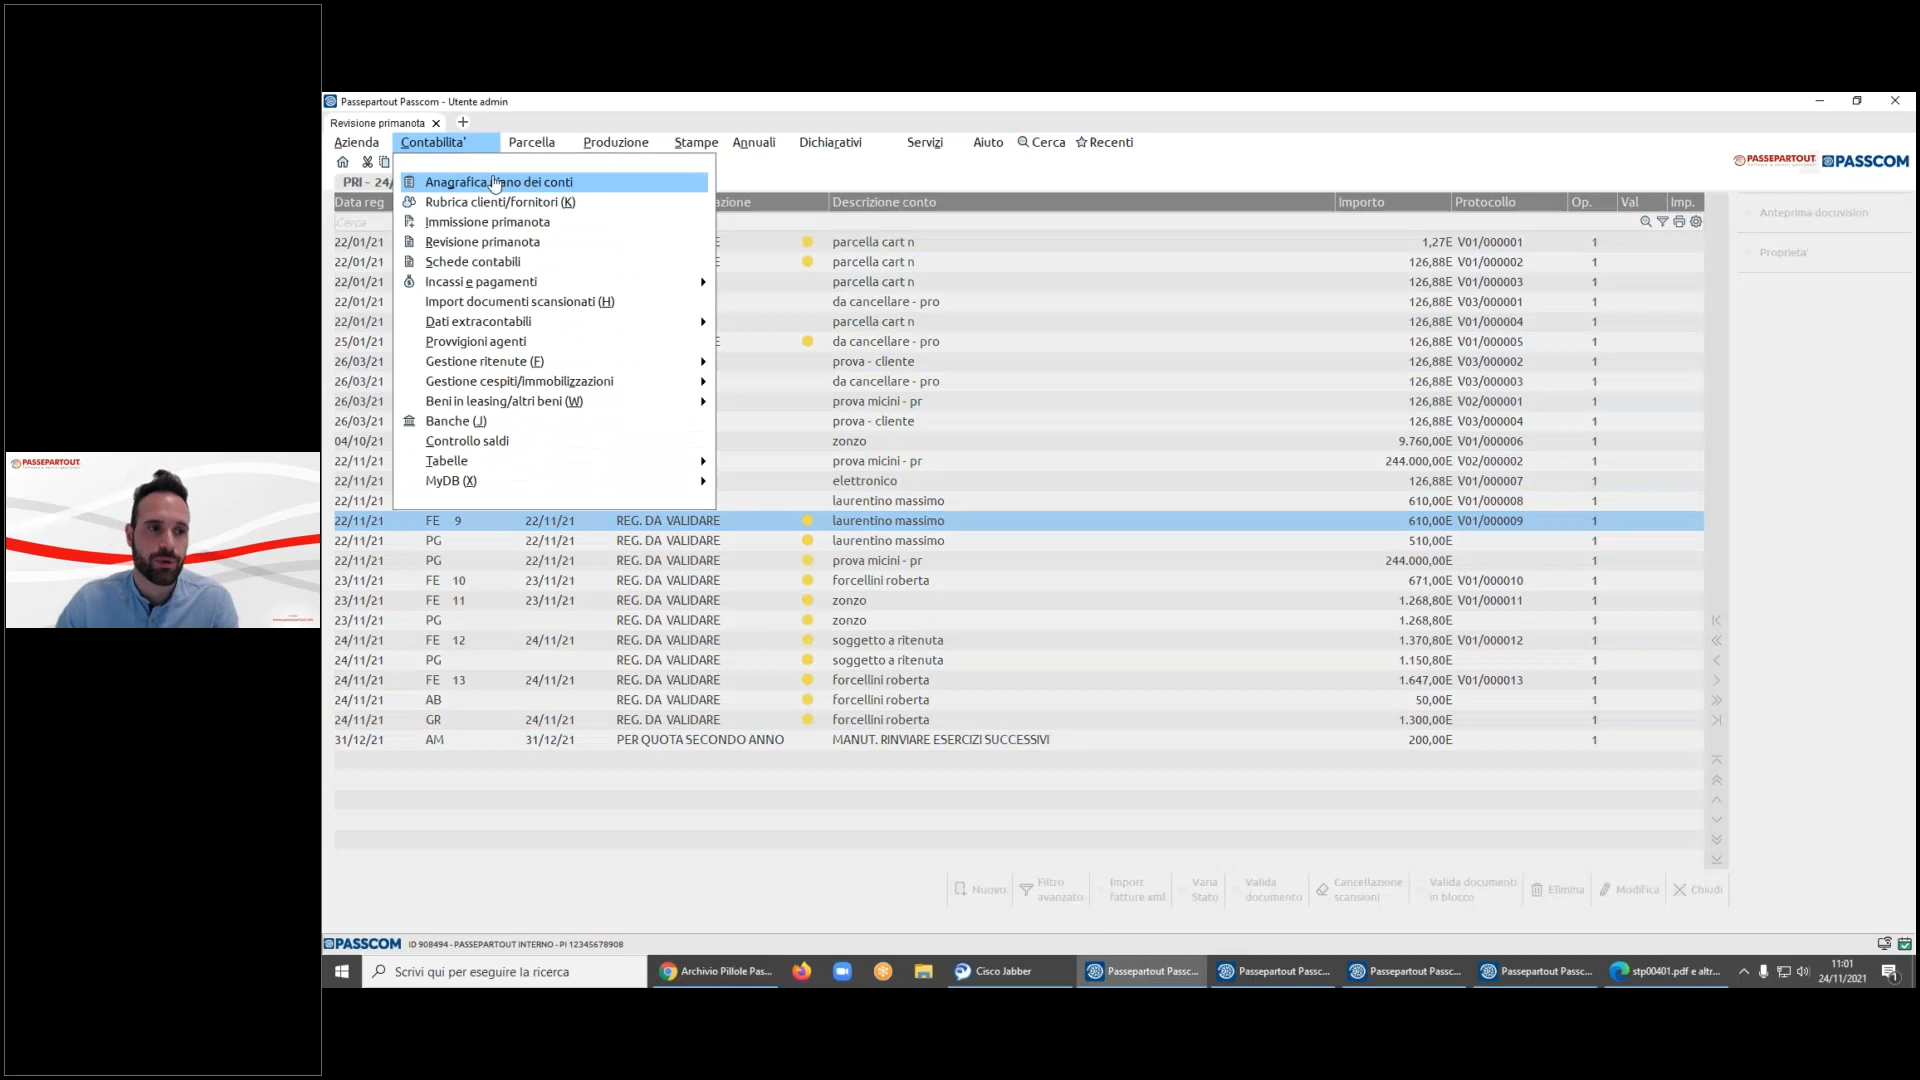 PASSEPARTOUT
Passepartout Passcom - Utente admin
Revisione primanota
Azienda Contabilita' Parcella Produzione Stampe Annuali Dichiarativi Servizi Aiuto Cerca Recenti
PASSEPARTOUT PASSCOM
PRI - 24/
Anagrafica piano dei conti
Rubrica clienti/fornitori (K)
Immissione primanota
Revisione primanota
Schede contabili
Incassi e pagamenti
Import documenti scansionati (H)
Dati extracontabili
Provvigioni agenti
Gestione ritenute (F)
Gestione cespiti/immobilizzazioni
Beni in leasing/altri beni (W)
Banche (J)
Controllo saldi
Tabelle
MyDB (X)
Data reg azione Descrizione conto Importo Protocollo Op. Val Imp.
Cerca
22/01/21 E parcella cart n 1,27E V01/000001 1
22/01/21 E parcella cart n 126,88E V01/000002 1
22/01/21 parcella cart n 126,88E V01/000003 1
22/01/21 da cancellare - pro 126,88E V03/000001 1
22/01/21 parcella cart n 126,88E V01/000004 1
25/01/21 E da cancellare - pro 126,88E V01/000005 1
26/03/21 prova - cliente 126,88E V03/000002 1
26/03/21 da cancellare - pro 126,88E V03/000003 1
26/03/21 prova micini - pr 126,88E V02/000001 1
26/03/21 prova - cliente 126,88E V03/000004 1
04/10/21 zonzo 9.760,00E V01/000006 1
22/11/21 prova micini - pr 244.000,00E V02/000002 1
22/11/21 elettronico 126,88E V01/000007 1
22/11/21 laurentino massimo 610,00E V01/000008 1
22/11/21 FE 9 22/11/21 REG. DA VALIDARE laurentino massimo 610,00E V01/000009 1
22/11/21 PG 22/11/21 REG. DA VALIDARE laurentino massimo 510,00E 1
22/11/21 PG 22/11/21 REG. DA VALIDARE prova micini - pr 244.000,00E 1
23/11/21 FE 10 23/11/21 REG. DA VALIDARE forcellini roberta 671,00E V01/000010 1
23/11/21 FE 11 23/11/21 REG. DA VALIDARE zonzo 1.268,80E V01/000011 1
23/11/21 PG REG. DA VALIDARE zonzo 1.268,80E 1
24/11/21 FE 12 24/11/21 REG. DA VALIDARE soggetto a ritenuta 1.370,80E V01/000012 1
24/11/21 PG REG. DA VALIDARE soggetto a ritenuta 1.150,80E 1
24/11/21 FE 13 24/11/21 REG. DA VALIDARE forcellini roberta 1.647,00E V01/000013 1
24/11/21 AB REG. DA VALIDARE forcellini roberta 50,00E 1
24/11/21 GR 24/11/21 REG. DA VALIDARE forcellini roberta 1.300,00E 1
31/12/21 AM 31/12/21 PER QUOTA SECONDO ANNO MANUT. RINVIARE ESERCIZI SUCCESSIVI 200,00E 1
Anteprima docuvision
Proprieta'
Nuovo Filtro avanzato Import fatture xml Varia Stato Valida documento Cancellazione scansioni Valida documenti in blocco Elimina Modifica Chiudi
PASSCOM ID 908494 - PASSEPARTOUT INTERNO - PI 12345678908
Scrivi qui per eseguire la ricerca Archivio Pillole Pas... Cisco Jabber Passepartout Passc... Passepartout Passc... Passepartout Passc... Passepartout Passc... stp00401.pdf e altr... 11:01
24/11/2021
1